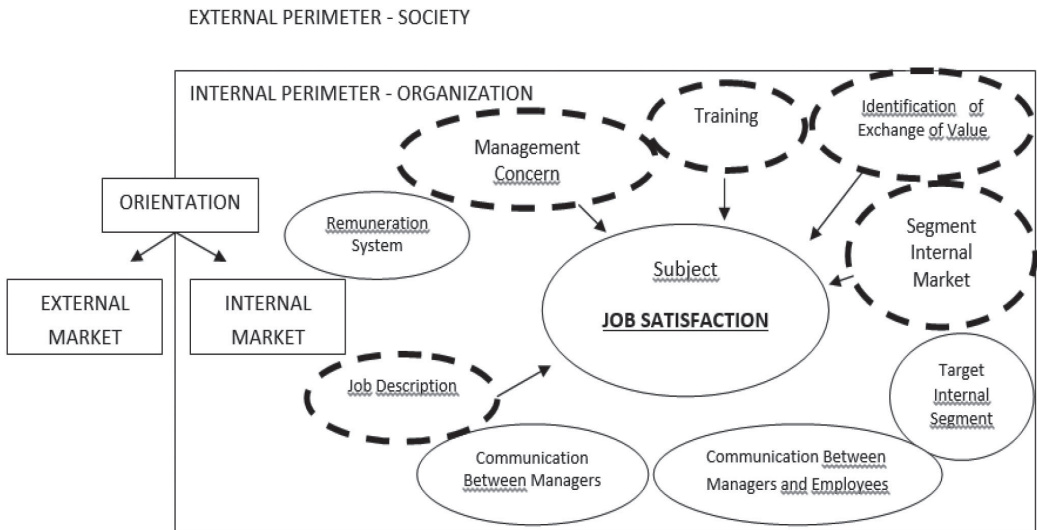 EXTERNAL PERIMETER - SOCIETY
INTERNAL PERIMETER - ORGANIZATION
Management
Concern
Training
Identification of
Exchange of Value
ORIENTATION
Remuneration
System
Segment
Internal
Market
Subject
JOB SATISFACTION
EXTERNAL
MARKET
INTERNAL
MARKET
Job Description
Target
Internal
Segment
Communication
Between Managers
Communication Between
Managers and Employees